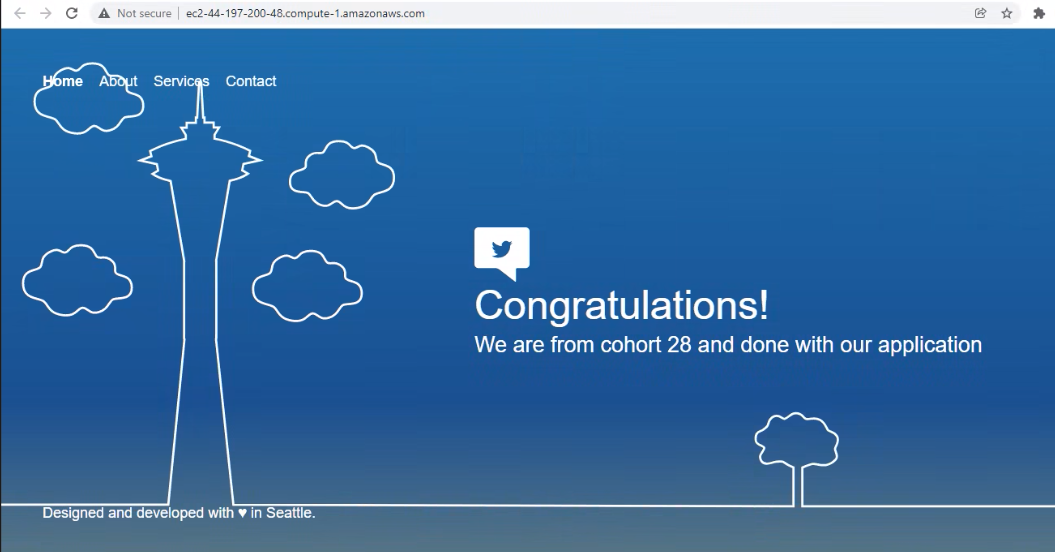 Not secure | ec2-44-197-200-48.compute-1.amazonaws.com
Home About Services Contact
Congratulations!
We are from cohort 28 and done with our application
Designed and developed with ♥ in Seattle.